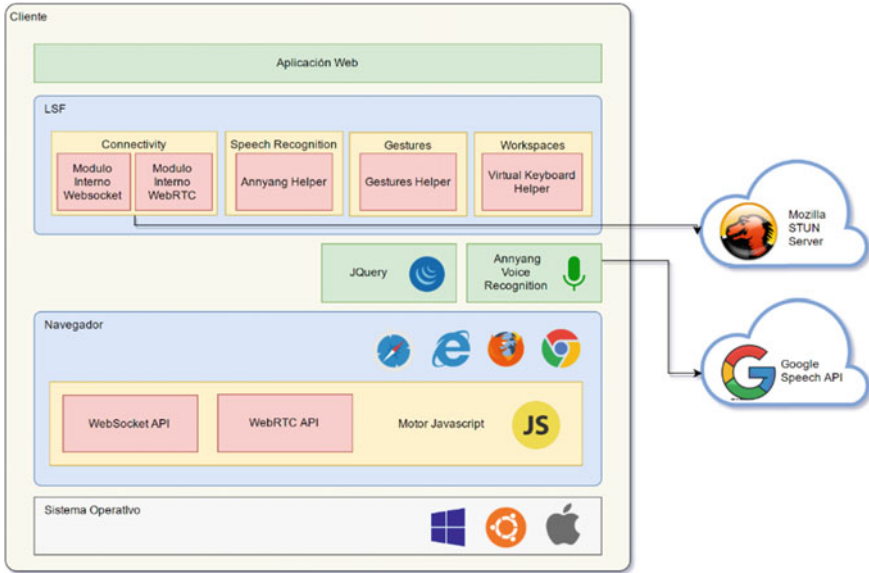 Cliente
Aplicación Web
LSF
Connectivity
Modulo
Interno
Websocket
Modulo
Interno
WebRTC
Speech Recognition
Annyang Helper
Gestures
Gestures Helper
Workspaces
Virtual Keyboard
Helper
Mozilla
STUN
Server
JQuery
Annyang
Voice
Recognition
Navegador
Google
Speech API
WebSocket API
WebRTC API
Motor Javascript
JS
Sistema Operativo